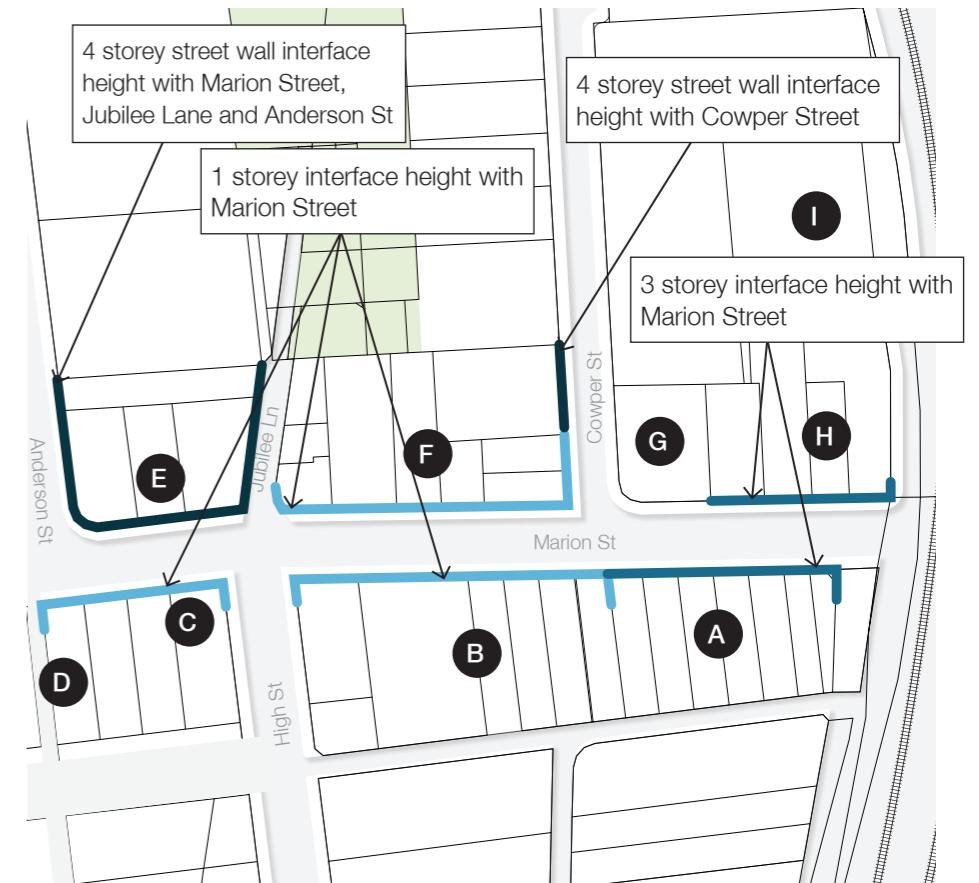 4 storey street wall interface
height with Marion Street,
Jubilee Lane and Anderson St
4 storey street wall interface
height with Cowper Street
1 storey interface height with
Marion Street
I
3 storey interface height with
Marion Street
Cowper St
Jubilee Ln
Anderson St
E
F
G
H
Marion St
C
D
B
A
High St